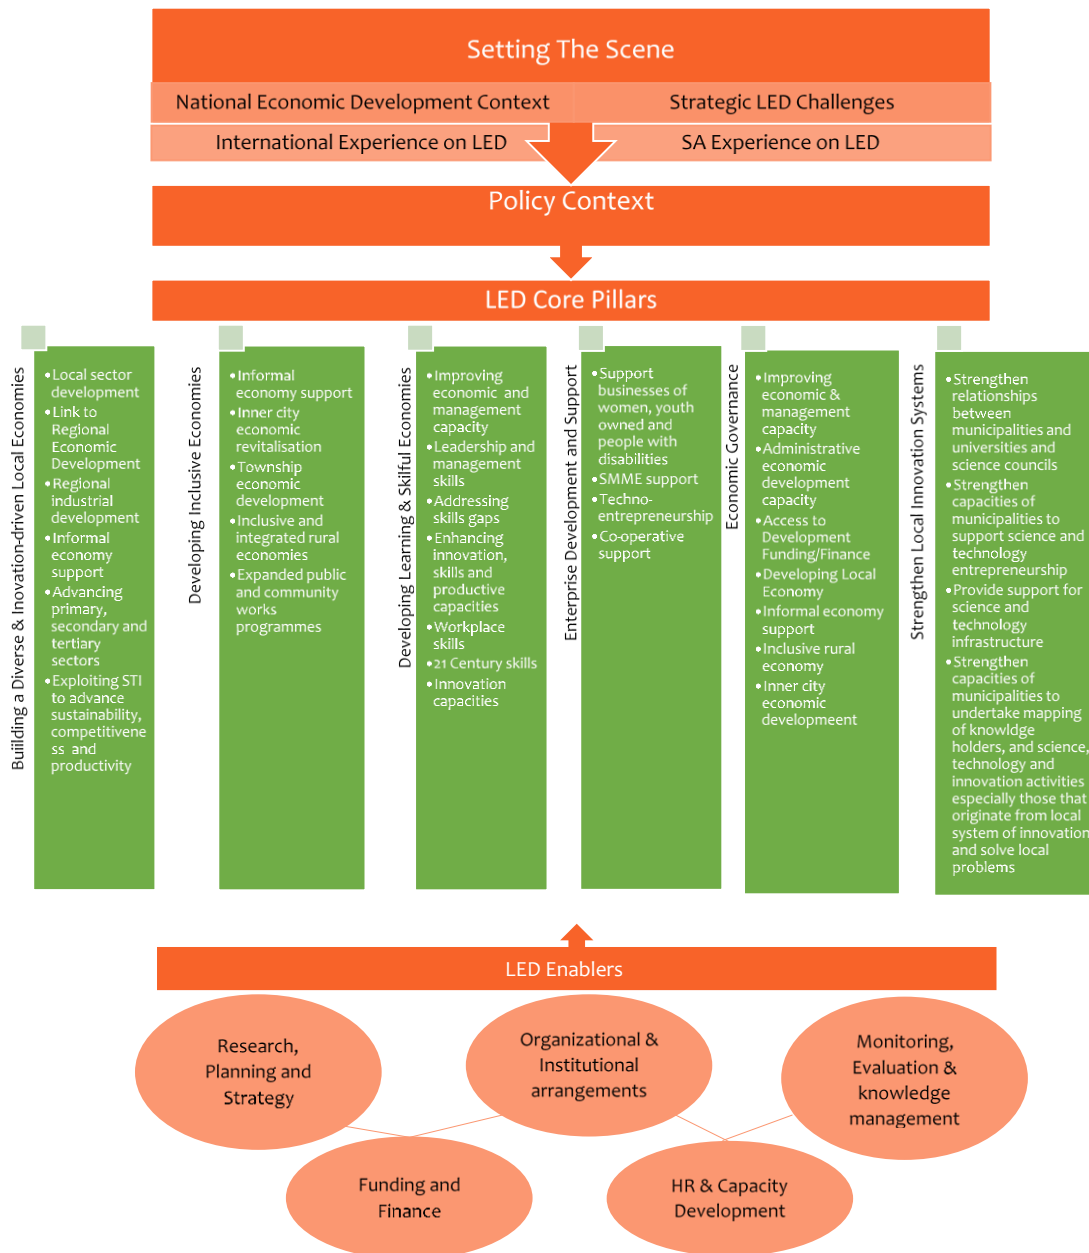 Setting The Scene
National Economic Development Context
Strategic LED Challenges
International Experience on LED
SA Experience on LED
Policy Context
LED Core Pillars
Buiilding a Diverse & Inovation-driven Local Economies
•Local sector
development
•Link to
Regional
Economic
Development
•Regional
industrial
development
•Informal
economy
support
•Advancing
primary,
secondary and
tertiary
sectors
•Exploiting STI
to advance
sustainability,
competitivene
ss and
productivity
Developing Inclusive Economies
•Informal
economy support
•Inner city
economic
revitalisation
•Township
economic
development
•Inclusive and
integrated rural
economies
•Expanded public
and community
works
programmes
Developing Learning & Skilful Economies
•Improving
economic and
management
capacity
•Leadership and
management
skills
•Addressing
skills gaps
•Enhancing
innovation,
skills and
productive
capacities
•Workplace
skills
•21 Century skills
•Innovation
capacities
Enterprise Development and Support
•Support
businesses of
women, youth
owned and
people with
disabilities
•SMME support
•Techno-
entrepreneurship
•Co-operative
support
Economic Governance
•Improving
economic &
management
capacity
•Administrative
economic
development
capacity
•Access to
Development
Funding/Finance
•Developing Local
Economy
•Informal economy
support
•Inclusive rural
economy
•Inner city
economic
developmeent
Strengthen Local Innovation Systems
•Strengthen
relationships
between
municipalities and
universities and
science councils
•Strengthen
capacities of
municipalities to
support science and
technology
entrepreneurship
•Provide support for
science and
technology
infrastructure
•Strengthen
capacities of
municipalities to
undertake mapping
of knowldge
holders, and science,
technology and
innovation activities
especially those that
originate from local
system of innovation
and solve local
problems
LED Enablers
Research,
Planning and
Strategy
Organizational &
Institutional
arrangements
Monitoring,
Evaluation &
knowledge
management
Funding and
Finance
HR & Capacity
Development